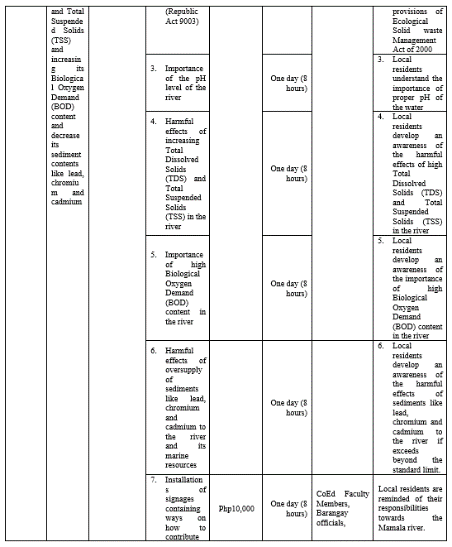 and Total
Suspende
d Solids
(TSS)
and
increasin
g its
Biologica
l Oxygen
Demand
(BOD)
content
and
decrease
its
sediment
contents
like lead,
chromiu
m and
cadmium
(Republic
Act 9003)
3. Importance
of the pH
level of the
river
4. Harmful
effects of
increasing
Total
Dissolved
Solids
(TDS) and
Total
Suspended
Solids
(TSS) in the
river
5. Importance
of high
Biological
Oxygen
Demand
(BOD)
content in
the river
6. Harmful
effects of
oversupply
of
sediments
like lead,
chromium
and
cadmium to
the river
and its
marine
resources
7. Installation
s of
signages
containing
ways on
how to
contribute
Php10,000
One day (8
hours)
One day (8
hours)
One day (8
hours)
One day (8
hours)
One day (8
hours)
CoEd Faculty
Members,
Barangay
officials,
provisions of
Ecological
Solid waste
Management
Act of 2000
3. Local
residents
understand the
importance of
proper pH of
the water
4. Local
residents
develop an
awareness of
the harmful
effects of high
Total
Dissolved
Solids (TDS)
and Total
Suspended
Solids (TSS)
in the river
5. Local
residents
develop an
awareness of
the importance
of high
Biological
Oxygen
Demand
(BOD) content
in the river
6. Local
residents
develop an
awareness of
the harmful
effects of
sediments like
lead,
chromium and
cadmium to
the river if
exceeds
beyond the
standard limit.
Local residents are
reminded of their
responsibilities
towards the
Mamala river.